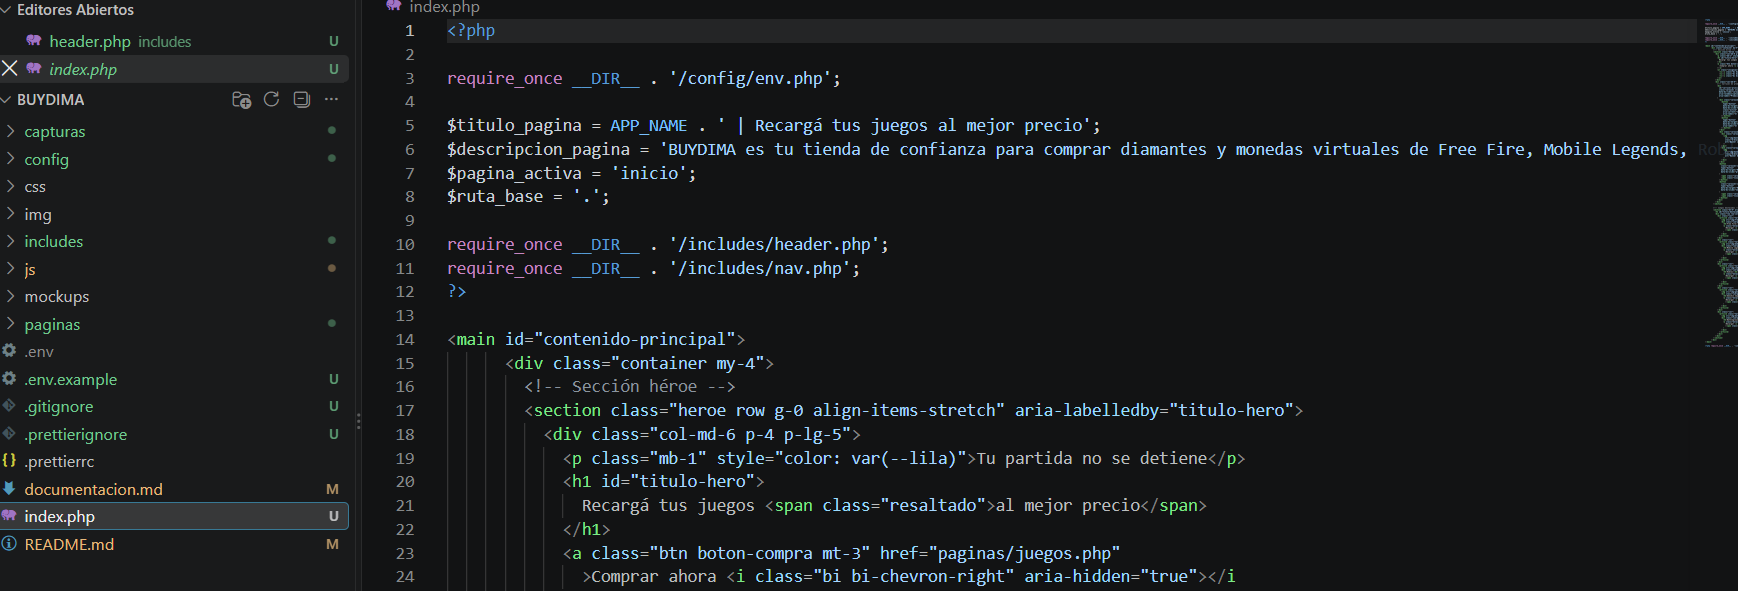 Editores Abiertos
header.php includes U
index.php U
BUYDIMA
capturas
config
css
img
includes
js
mockups
paginas
.env
.env.example U
.gitignore U
.prettierignore U
.prettierrc
documentacion.md M
index.php U
README.md M
index.php
1 <?php
2
3 require_once __DIR__ . '/config/env.php';
4
5 $titulo_pagina = APP_NAME . ' | Recargá tus juegos al mejor precio';
6 $descripcion_pagina = 'BUYDIMA es tu tienda de confianza para comprar diamantes y monedas virtuales de Free Fire, Mobile Legends,
7 $pagina_activa = 'inicio';
8 $ruta_base = '.';
9
10 require_once __DIR__ . '/includes/header.php';
11 require_once __DIR__ . '/includes/nav.php';
12 ?>
13
14 <main id="contenido-principal">
15 <div class="container my-4">
16 <!-- Sección héroe -->
17 <section class="heroe row g-0 align-items-stretch" aria-labelledby="titulo-hero">
18 <div class="col-md-6 p-4 p-lg-5">
19 <p class="mb-1" style="color: var(--lila)">Tu partida no se detiene</p>
20 <h1 id="titulo-hero">
21 Recargá tus juegos <span class="resaltado">al mejor precio</span>
22 </h1>
23 <a class="btn boton-compra mt-3" href="paginas/juegos.php"
24 >Comprar ahora <i class="bi bi-chevron-right" aria-hidden="true"></i